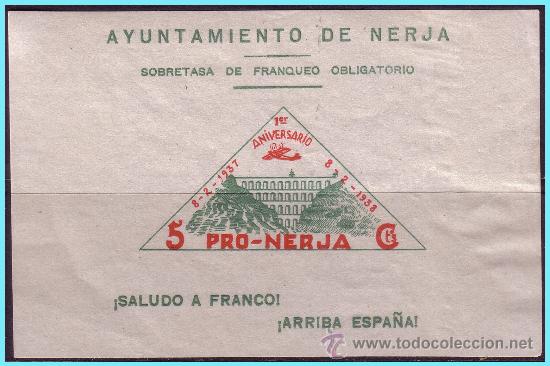 AYUNTAMIENTO DE NERJA
SOBRETASA DE FRANQUEO OBLIGATORIO
1er
ANIVERSARIO
8-2-1937
8-2-1938
5 PRO-NERJA Cts
¡SALUDO A FRANCO!
¡ARRIBA ESPAÑA!
todocoleccion.net